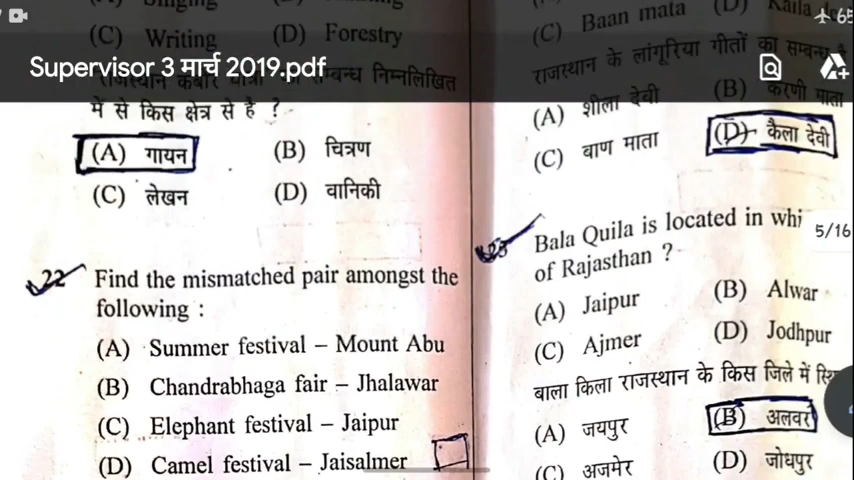 (C) Writing
(D) Forestry
Supervisor 3 मार्च 2019.pdf
में से किस क्षेत्र से है ?
(A) गायन
(B) चित्रण
(C) लेखन
(D) वानिकी
22
Find the mismatched pair amongst the
following :
(A) Summer festival – Mount Abu
(B) Chandrabhaga fair – Jhalawar
(C) Elephant festival – Jaipur
(D) Camel festival – Jaisalmer
(C) Baan mata
राजस्थान के लांगूरिया गीतों का सम्बन्ध
(A) शीला देवी
(B) करणी माता
(C) बाण माता
(D) कैला देवी
23
Bala Quila is located in whi
of Rajasthan ?
5/16
(A) Jaipur
(B) Alwar
(C) Ajmer
(D) Jodhpur
बाला किला राजस्थान के किस जिले में
(A) जयपुर
(B) अलवर
(C) अजमेर
(D) जोधपुर